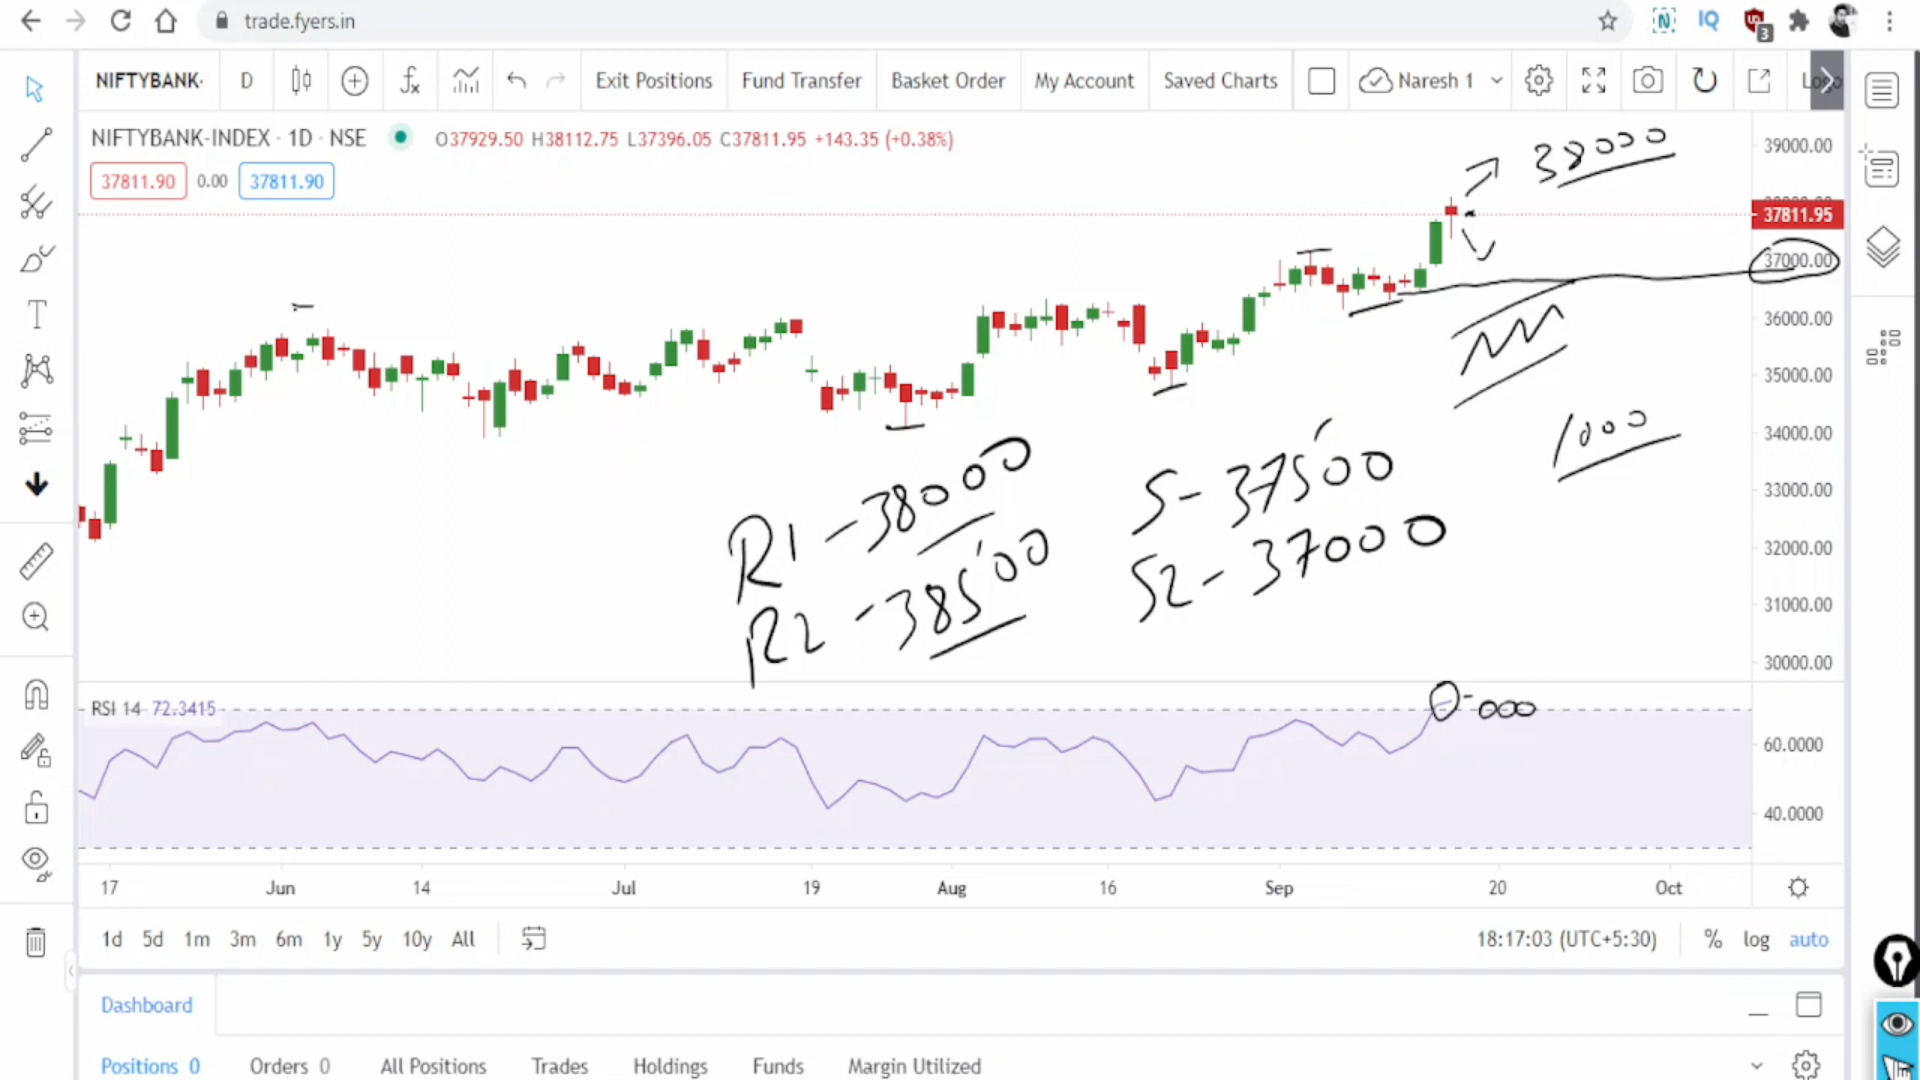 trade.fyers.in
3
NIFTYBANK- D Exit Positions Fund Transfer Basket Order My Account Saved Charts Naresh 1
NIFTYBANK-INDEX · 1D · NSE O37929.50 H38112.75 L37396.05 C37811.95 +143.35 (+0.38%)
37811.90 0.00 37811.90
38000
39000.00
37811.95
37000.00
36000.00
35000.00
34000.00
33000.00
32000.00
31000.00
30000.00
1000
R1 - 38000
R2 - 38500
S - 37500
S2 - 37000
RSI 14 72.3415
60.0000
40.0000
17 Jun 14 Jul 19 Aug 16 Sep 20 Oct
1d 5d 1m 3m 6m 1y 5y 10y All 18:17:03 (UTC+5:30) % log auto
Dashboard
Positions 0 Orders 0 All Positions Trades Holdings Funds Margin Utilized